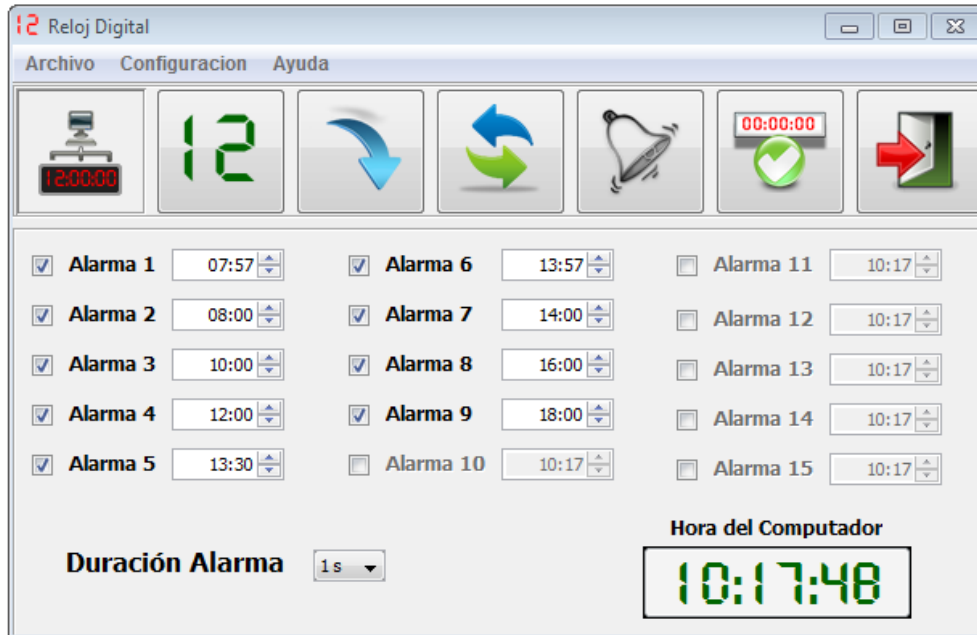 12 Reloj Digital
Archivo Configuracion Ayuda
12:00:00
12
00:00:00
Alarma 1 07:57 Alarma 6 13:57 Alarma 11 10:17
Alarma 2 08:00 Alarma 7 14:00 Alarma 12 10:17
Alarma 3 10:00 Alarma 8 16:00 Alarma 13 10:17
Alarma 4 12:00 Alarma 9 18:00 Alarma 14 10:17
Alarma 5 13:30 Alarma 10 10:17 Alarma 15 10:17
Hora del Computador
Duración Alarma 1 s
10:17:48